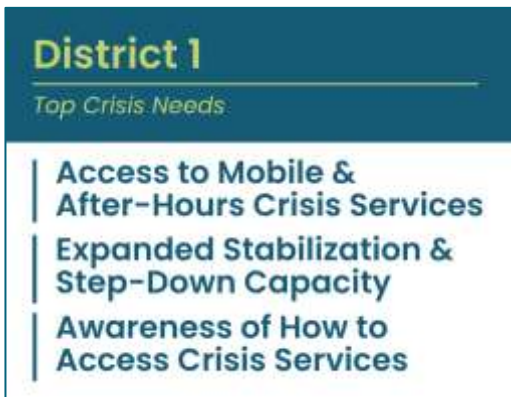 District 1
Top Crisis Needs
Access to Mobile &
After-Hours Crisis Services
Expanded Stabilization &
Step-Down Capacity
Awareness of How to
Access Crisis Services